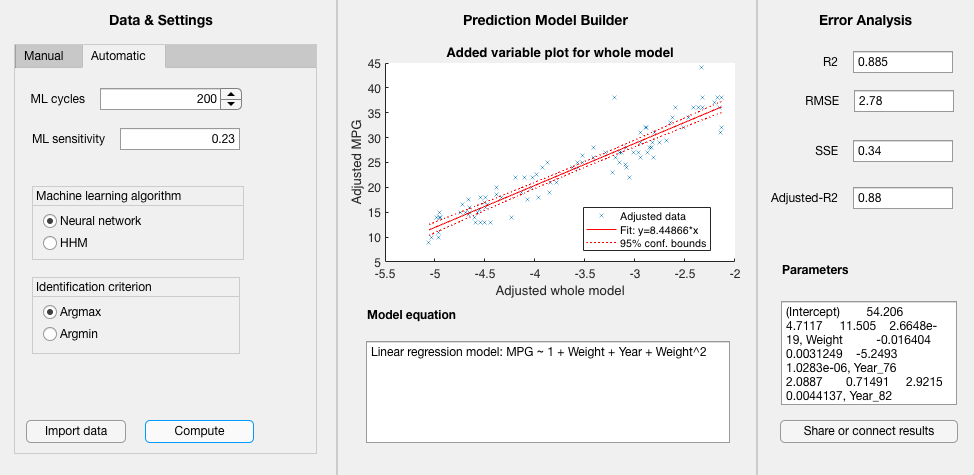 Data & Settings
Manual
Automatic
ML cycles
200
ML sensitivity
0.23
Machine learning algorithm
Neural network
HHM
Identification criterion
Argmax
Argmin
Import data
Compute
Prediction Model Builder
Added variable plot for whole model
Adjusted MPG
45
40
35
30
25
20
15
10
5
-5.5
-5
-4.5
-4
-3.5
-3
-2.5
-2
Adjusted whole model
Adjusted data
Fit: y=8.44866*x
95% conf. bounds
Model equation
Linear regression model: MPG ~ 1 + Weight + Year + Weight^2
Error Analysis
R2
0.885
RMSE
2.78
SSE
0.34
Adjusted-R2
0.88
Parameters
(Intercept) 54.206
4.7117 11.505 2.6648e-
19, Weight -0.016404
0.0031249 -5.2493
1.0283e-06, Year_76
2.0887 0.71491 2.9215
0.0044137, Year_82
Share or connect results